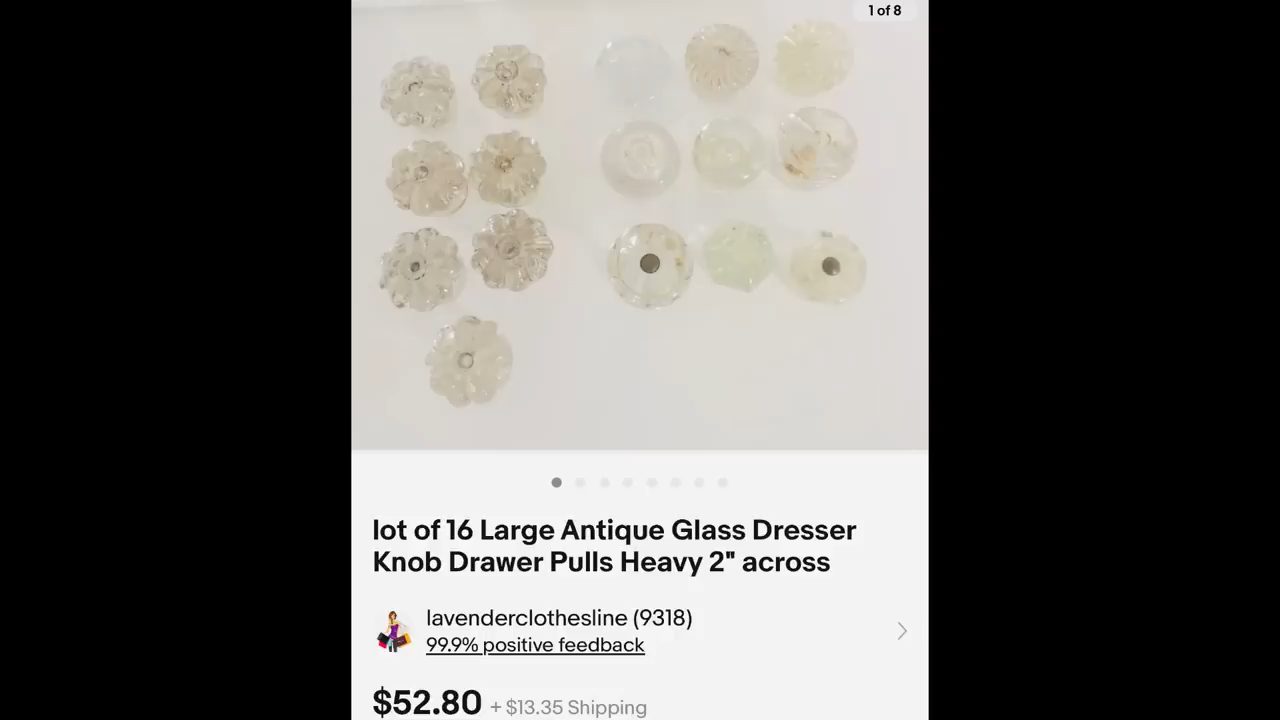 1 of 8
lot of 16 Large Antique Glass Dresser
Knob Drawer Pulls Heavy 2" across
lavenderclothesline (9318)
99.9% positive feedback
$52.80 + $13.35 Shipping